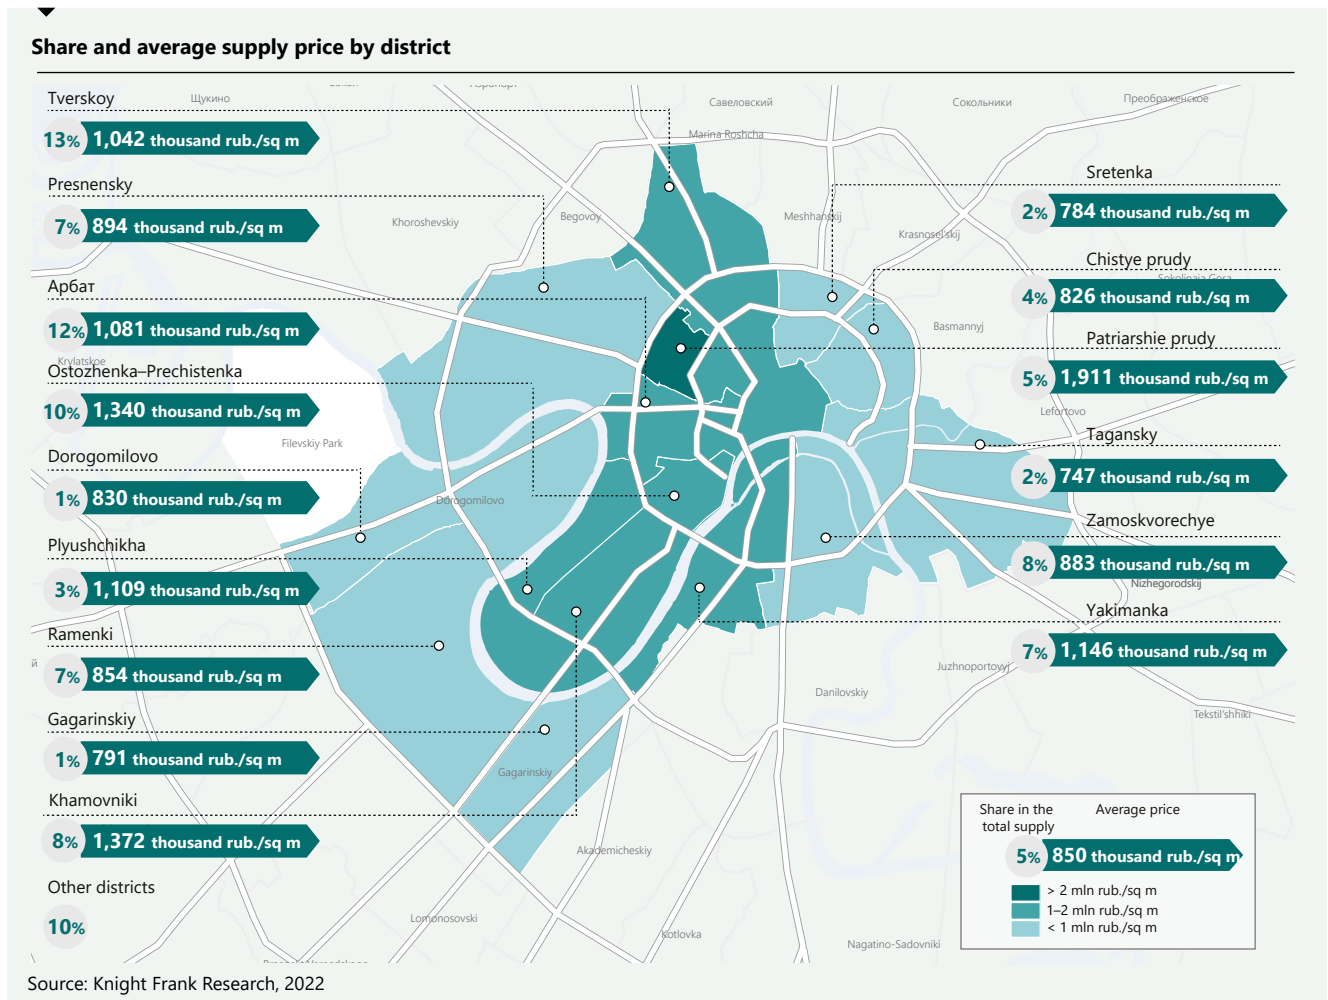 Share and average supply price by district
Tverskoy
13% 1,042 thousand rub./sq m
Presnensky
7% 894 thousand rub./sq m
Арбат
12% 1,081 thousand rub./sq m
Ostozhenka–Prechistenka
10% 1,340 thousand rub./sq m
Dorogomilovo
1% 830 thousand rub./sq m
Plyushchikha
3% 1,109 thousand rub./sq m
Ramenki
7% 854 thousand rub./sq m
Gagarinskiy
1% 791 thousand rub./sq m
Khamovniki
8% 1,372 thousand rub./sq m
Other districts
10%
Sretenka
2% 784 thousand rub./sq m
Chistye prudy
4% 826 thousand rub./sq m
Patriarshie prudy
5% 1,911 thousand rub./sq m
Tagansky
2% 747 thousand rub./sq m
Zamoskvorechye
8% 883 thousand rub./sq m
Yakimanka
7% 1,146 thousand rub./sq m
Щукино
Савеловский
Сокольники
Преображенское
Marina Roshcha
Khoroshevskiy
Begovoy
Meshhanskij
Krasnosel'skij
Sokolinaja Gora
Basmannyj
Krylatskoe
Filevskiy Park
Lefortovo
Dorogomilovo
Nizhegorodskij
Juzhnoportovyj
Danilovskiy
Tekstil'shhiki
Gagarinskiy
Akademicheskiy
Lomonosovski
Kotlovka
Nagatino-Sadovniki
й
Share in the
total supply
Average price
5% 850 thousand rub./sq m
> 2 mln rub./sq m
1–2 mln rub./sq m
< 1 mln rub./sq m
Source: Knight Frank Research, 2022